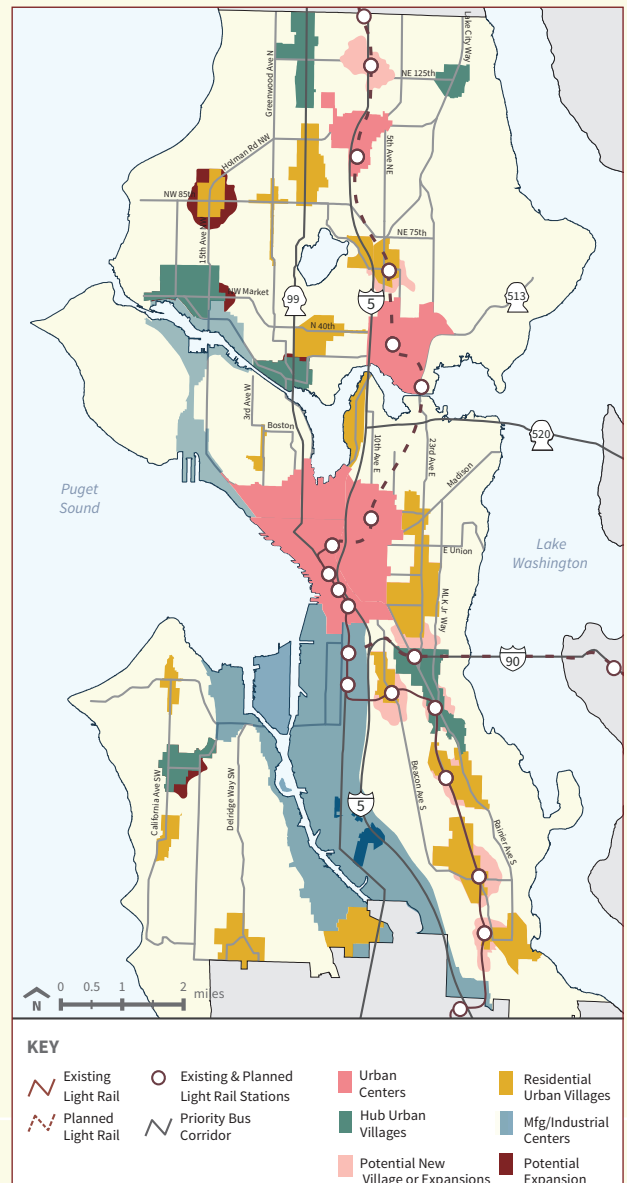 Lake City Way
Greenwood Ave N
NE 125th
5th Ave NE
Holman Rd NW
NW 85th
15th Ave
NE 75th
NW Market
99
5
513
N 40th
3rd Ave W
Boston
10th Ave E
23rd Ave E
520
Madison
Puget
Sound
E Union
Lake
Washington
MLK Jr Way
90
California Ave SW
Delridge Way SW
5
Beacon Ave S
Rainier Ave S
N
0 0.5 1 2 miles
KEY
Existing
Light Rail
Existing & Planned
Light Rail Stations
Urban
Centers
Residential
Urban Villages
Planned
Light Rail
Priority Bus
Corridor
Hub Urban
Villages
Mfg/Industrial
Centers
Potential New
Village or Expansions
Potential
Expansion